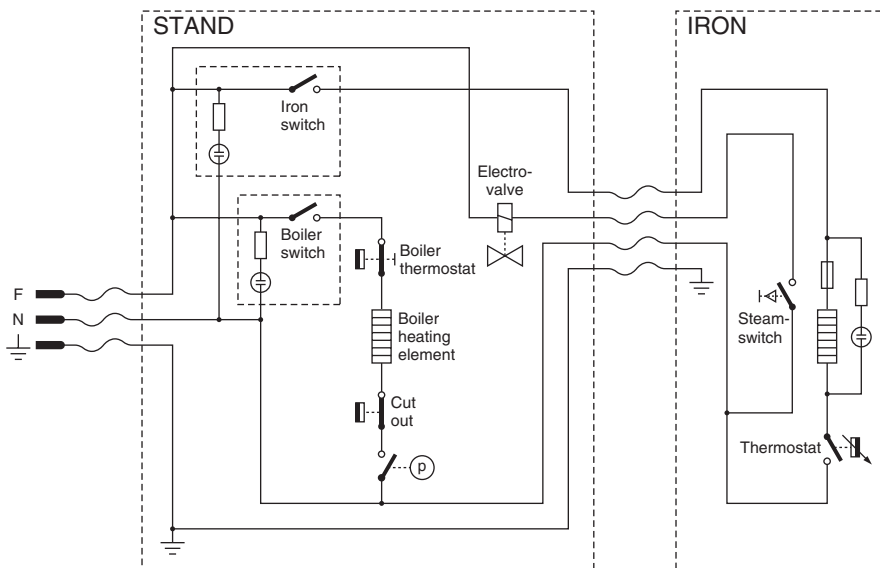 STAND
IRON
Iron
switch
Electro-
valve
Boiler
switch
Boiler
thermostat
F
N
Boiler
heating
element
Steam-
switch
Cut
out
Thermostat
p